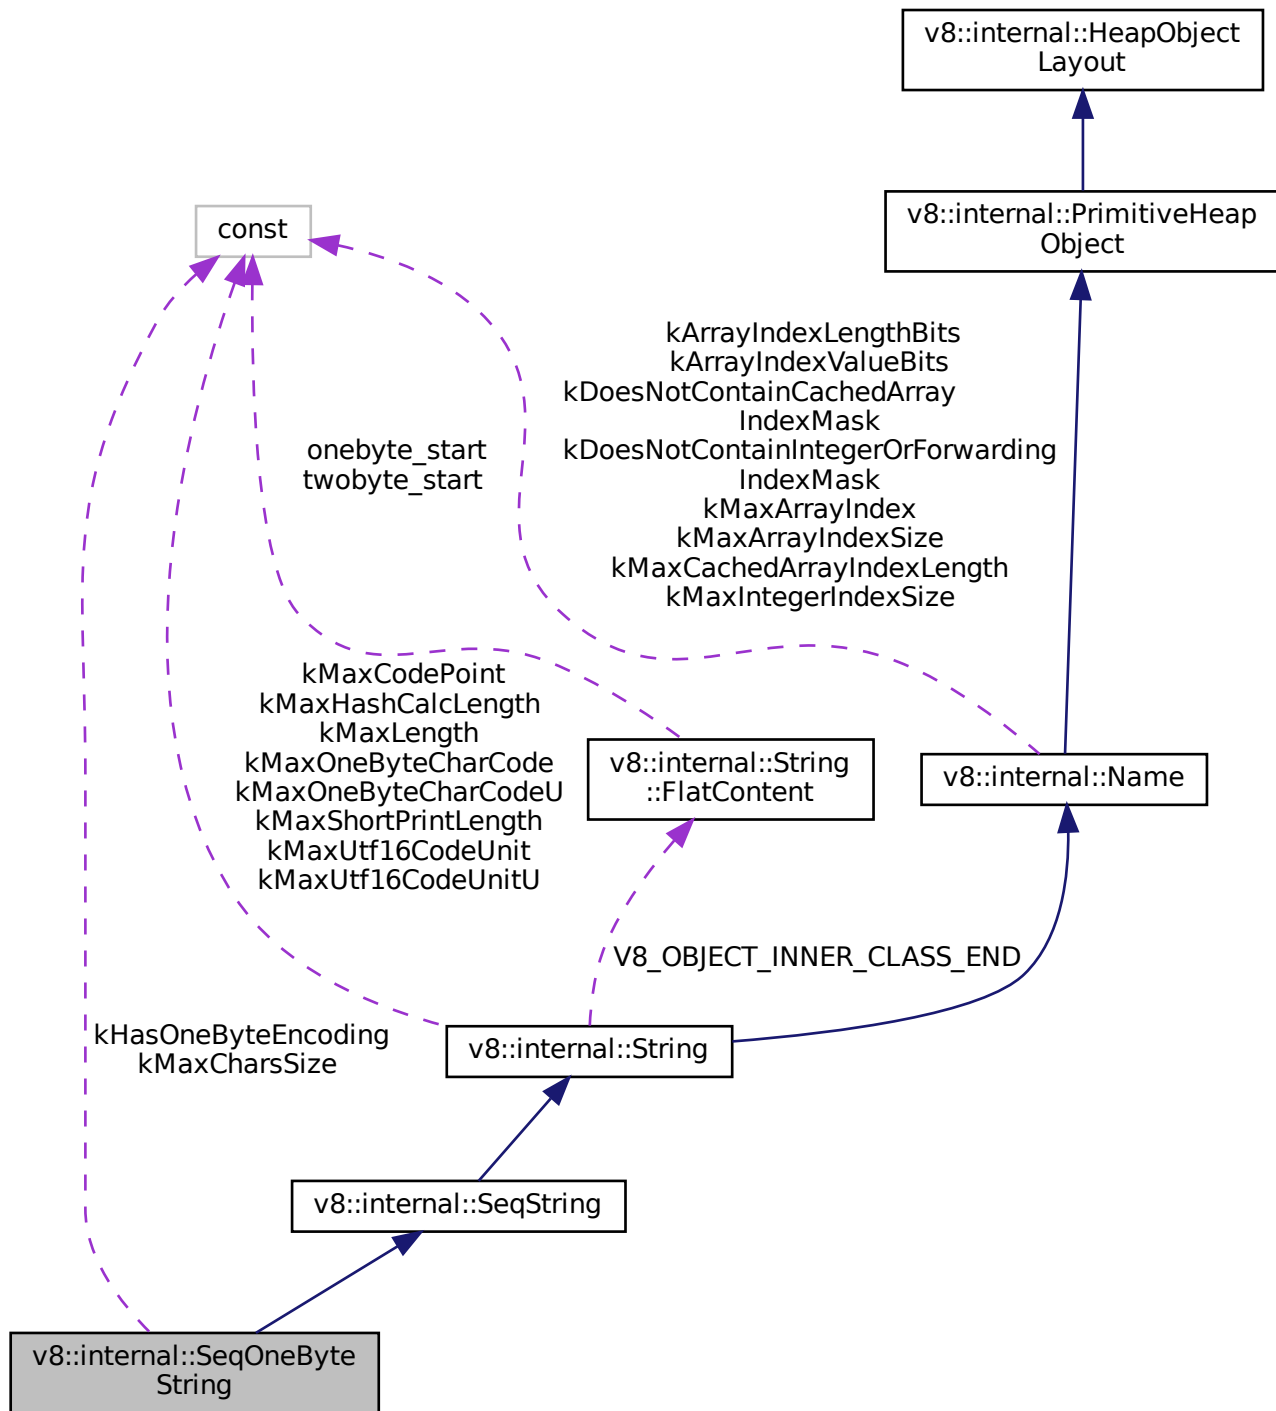 v8::internal::HeapObject
Layout
v8::internal::PrimitiveHeap
Object
const
kArrayIndexLengthBits
kArrayIndexValueBits
kDoesNotContainCachedArray
IndexMask
kDoesNotContainIntegerOrForwarding
IndexMask
kMaxArrayIndex
kMaxArrayIndexSize
kMaxCachedArrayIndexLength
kMaxIntegerIndexSize
onebyte_start
twobyte_start
kMaxCodePoint
kMaxHashCalcLength
kMaxLength
kMaxOneByteCharCode
kMaxOneByteCharCodeU
kMaxShortPrintLength
kMaxUtf16CodeUnit
kMaxUtf16CodeUnitU
v8::internal::String
::FlatContent
v8::internal::Name
V8_OBJECT_INNER_CLASS_END
kHasOneByteEncoding
kMaxCharsSize
v8::internal::String
v8::internal::SeqString
v8::internal::SeqOneByte
String